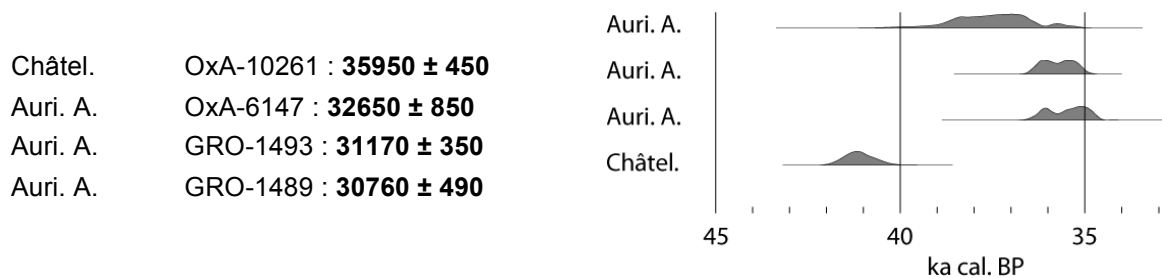 Châtel. OxA-10261 : 35950 ± 450
Auri. A. OxA-6147 : 32650 ± 850
Auri. A. GRO-1493 : 31170 ± 350
Auri. A. GRO-1489 : 30760 ± 490
Auri. A.
Auri. A.
Auri. A.
Châtel.
45 40 35
ka cal. BP